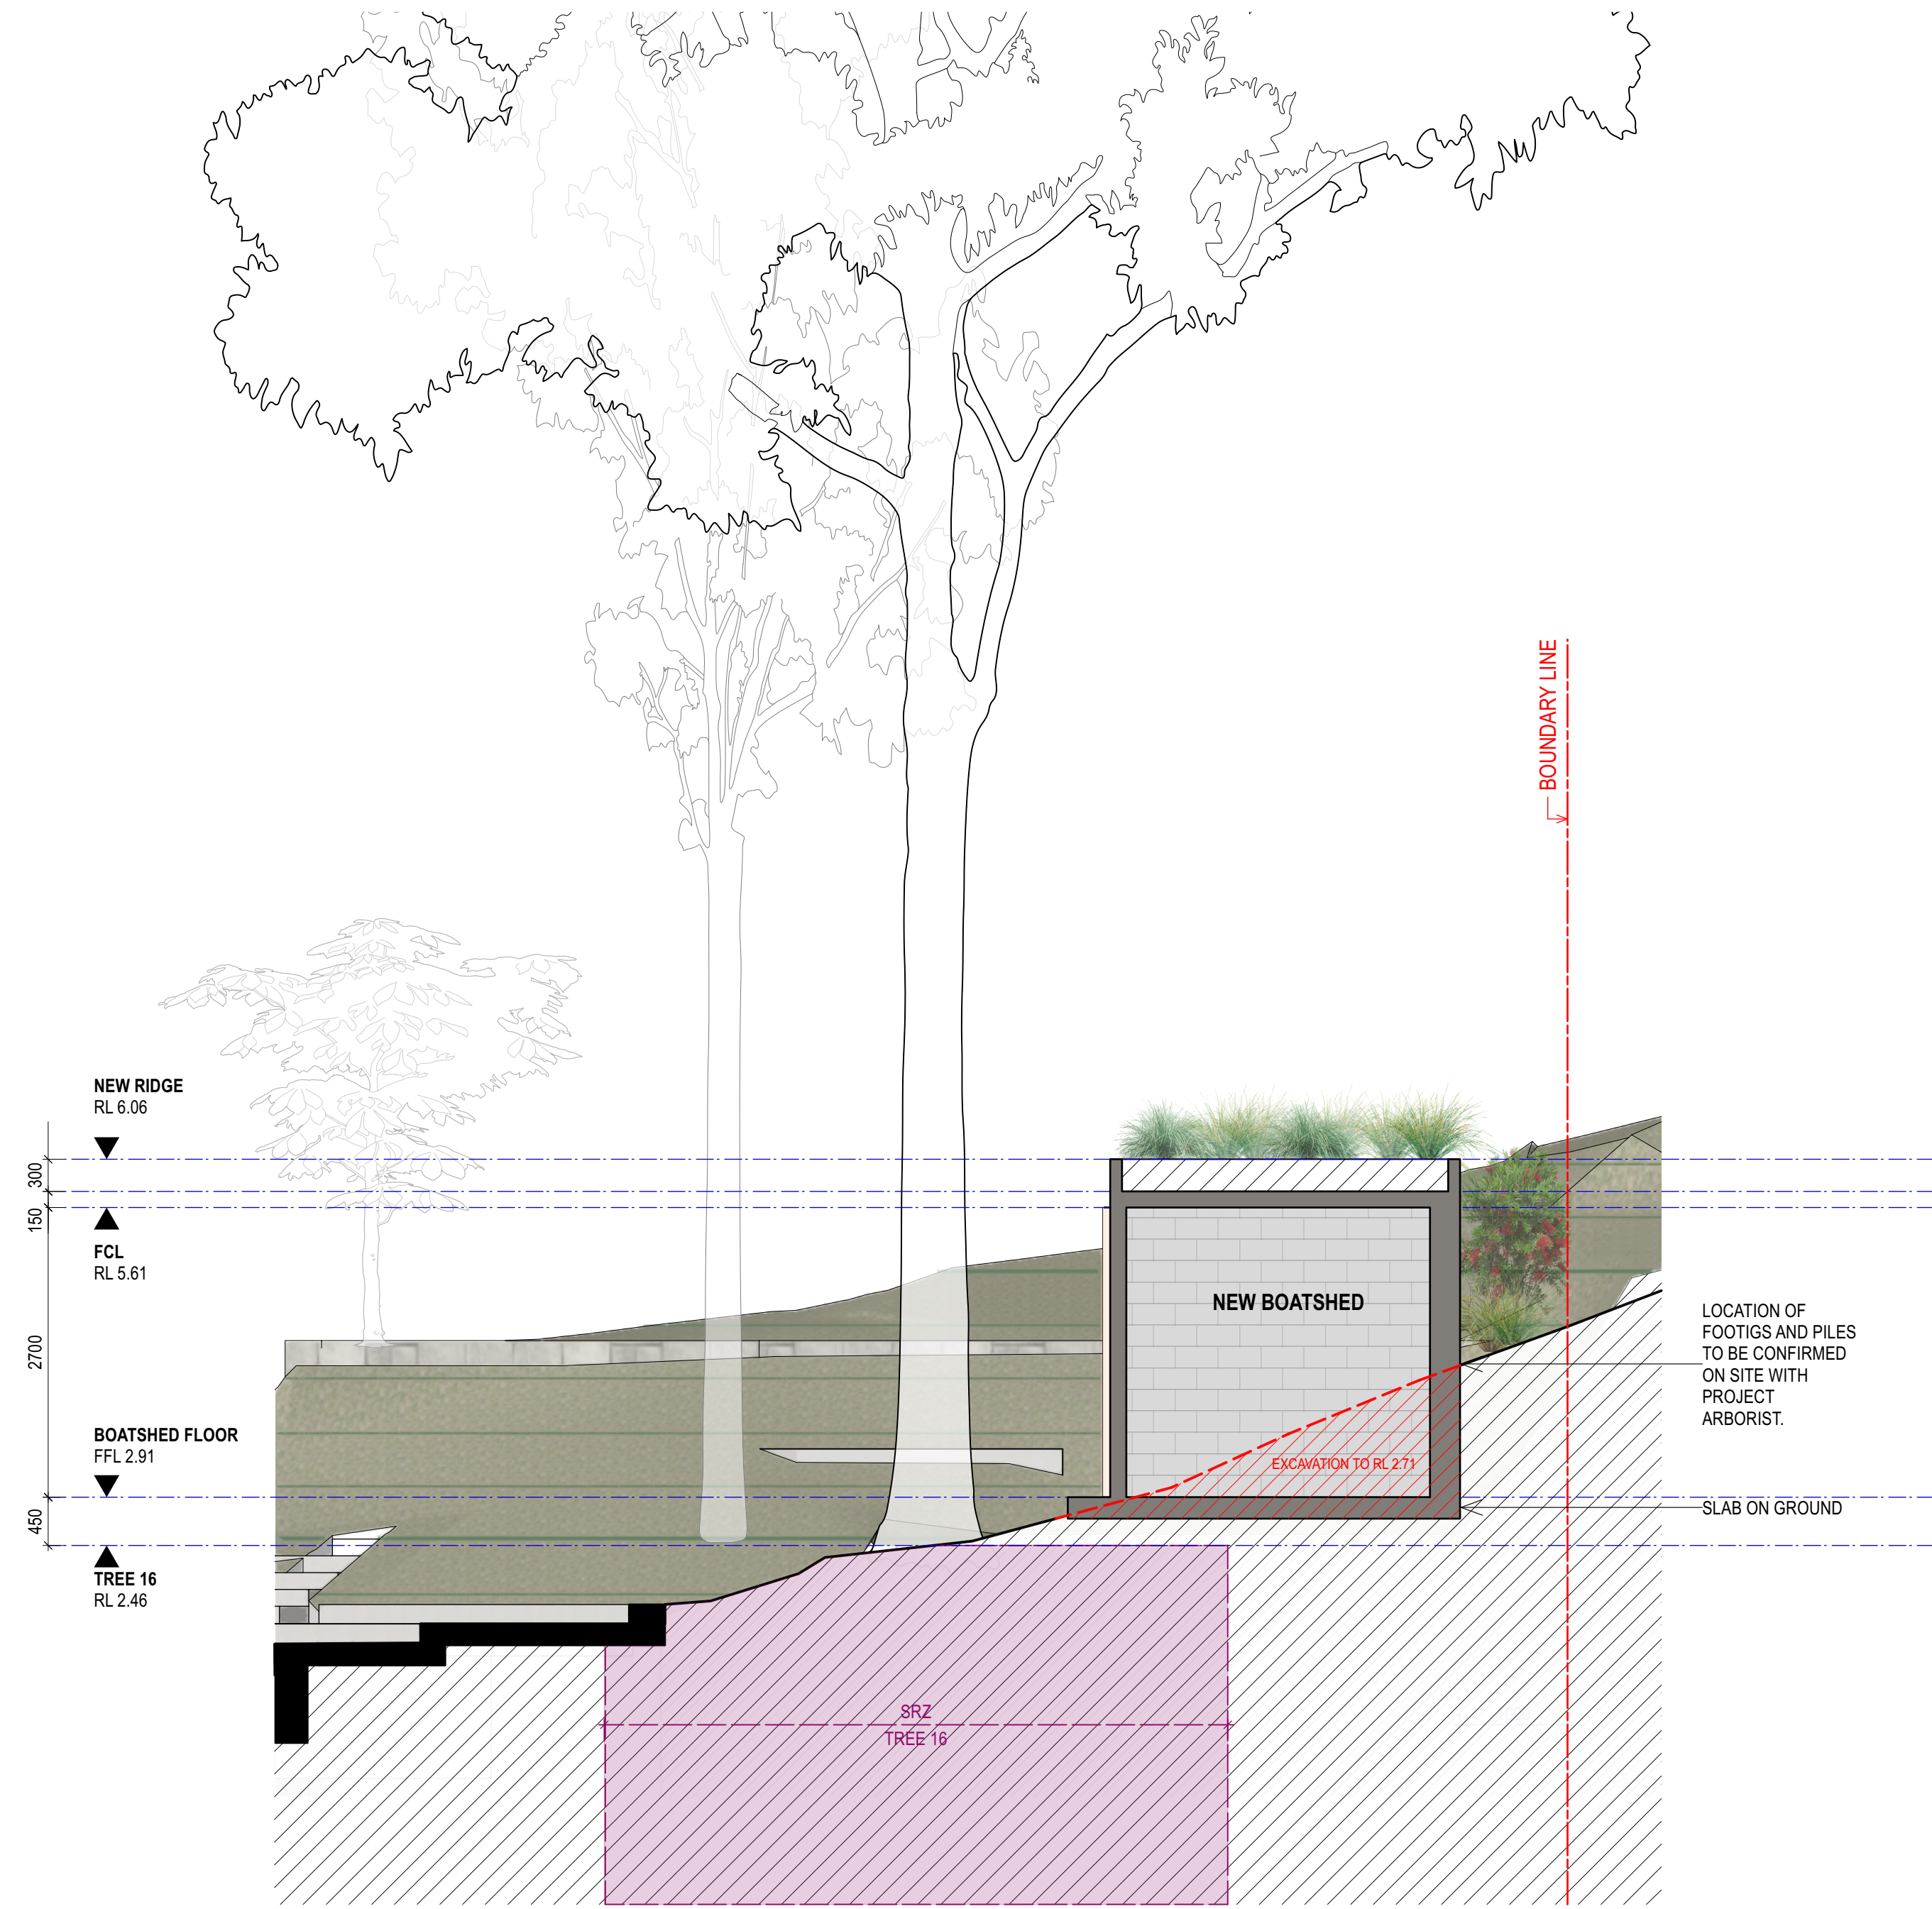 BOUNDARY LINE
NEW RIDGE
RL 6.06
300
150
FCL
RL 5.61
2700
NEW BOATSHED
LOCATION OF
FOOTIGS AND PILES
TO BE CONFIRMED
ON SITE WITH
PROJECT
ARBORIST.
BOATSHED FLOOR
FFL 2.91
EXCAVATION TO RL 2.71
SLAB ON GROUND
450
TREE 16
RL 2.46
SRZ
TREE 16